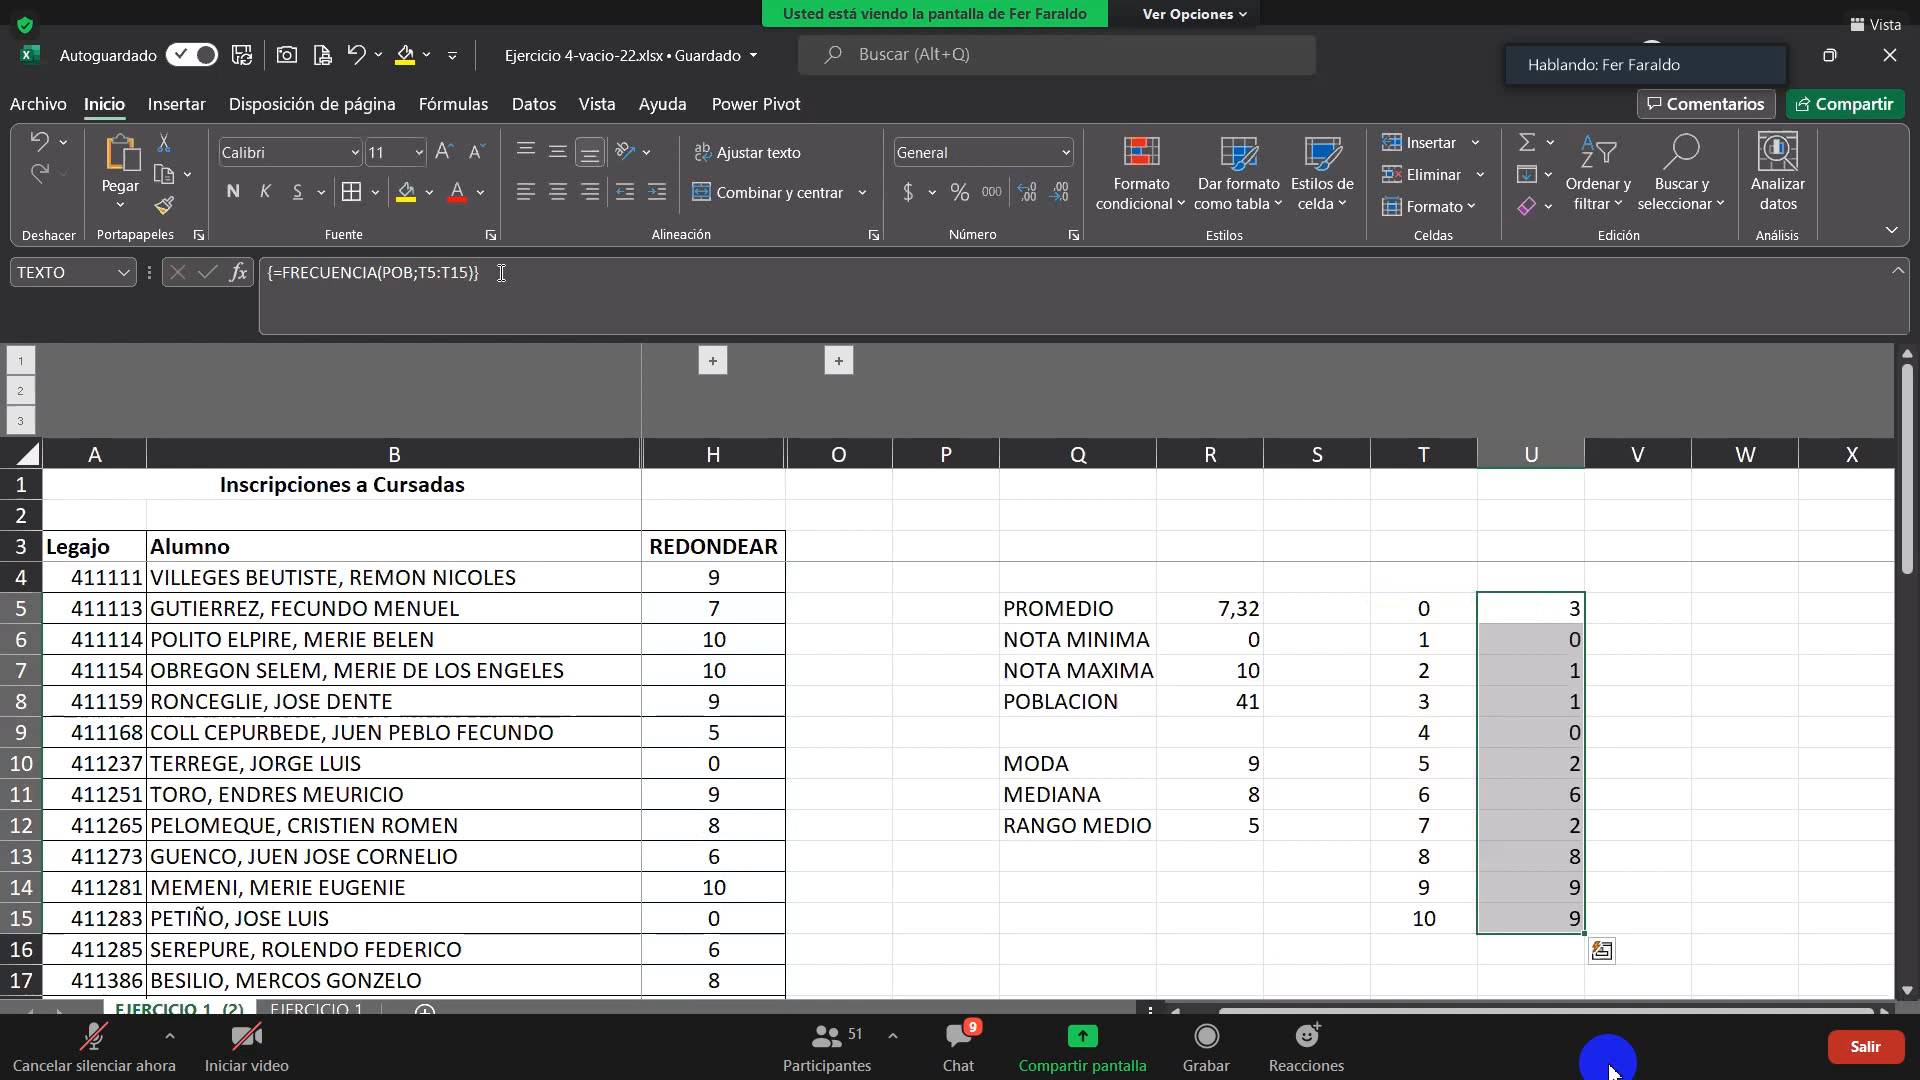 Usted está viendo la pantalla de Fer Faraldo
Ver Opciones
Vista
Autoguardado
Ejercicio 4-vacio-22.xlsx • Guardado
Buscar (Alt+Q)
Hablando: Fer Faraldo
Archivo Inicio Insertar Disposición de página Fórmulas Datos Vista Ayuda Power Pivot
Comentarios
Compartir
Calibri 11
Ajustar texto
General
Insertar
Eliminar
Formato
Pegar
N K S
Combinar y centrar
$ % 000
Formato condicional
Dar formato como tabla
Estilos de celda
Ordenar y filtrar
Buscar y seleccionar
Analizar datos
Deshacer Portapapeles Fuente Alineación Número Estilos Celdas Edición Análisis
TEXTO
fx
{=FRECUENCIA(POB;T5:T15)}
1
2
3
A B H O P Q R S T U V W X
1 Inscripciones a Cursadas
2
3 Legajo Alumno REDONDEAR
4 411111 VILLEGES BEUTISTE, REMON NICOLES 9
5 411113 GUTIERREZ, FECUNDO MENUEL 7 PROMEDIO 7,32 0 3
6 411114 POLITO ELPIRE, MERIE BELEN 10 NOTA MINIMA 0 1 0
7 411154 OBREGON SELEM, MERIE DE LOS ENGELES 10 NOTA MAXIMA 10 2 1
8 411159 RONCEGLIE, JOSE DENTE 9 POBLACION 41 3 1
9 411168 COLL CEPURBEDE, JUEN PEBLO FECUNDO 5 4 0
10 411237 TERREGE, JORGE LUIS 0 MODA 9 5 2
11 411251 TORO, ENDRES MEURICIO 9 MEDIANA 8 6 6
12 411265 PELOMEQUE, CRISTIEN ROMEN 8 RANGO MEDIO 5 7 2
13 411273 GUENCO, JUEN JOSE CORNELIO 6 8 8
14 411281 MEMENI, MERIE EUGENIE 10 9 9
15 411283 PETIÑO, JOSE LUIS 0 10 9
16 411285 SEREPURE, ROLENDO FEDERICO 6
17 411386 BESILIO, MERCOS GONZELO 8
EJERCICIO 1 (2) EJERCICIO 1
51
9
Cancelar silenciar ahora
Iniciar video
Participantes
Chat
Compartir pantalla
Grabar
Reacciones
Salir